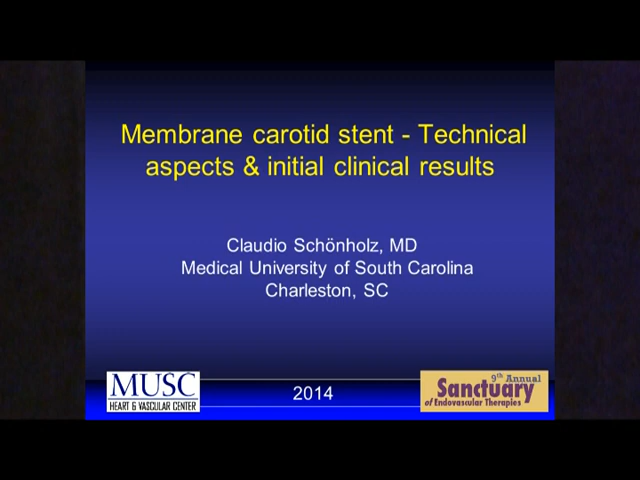 Membrane carotid stent - Technical
aspects & initial clinical results
Claudio Schönholz, MD
Medical University of South Carolina
Charleston, SC
MUSC
HEART & VASCULAR CENTER
2014
9th Annual
Sanctuary
of Endovascular Therapies